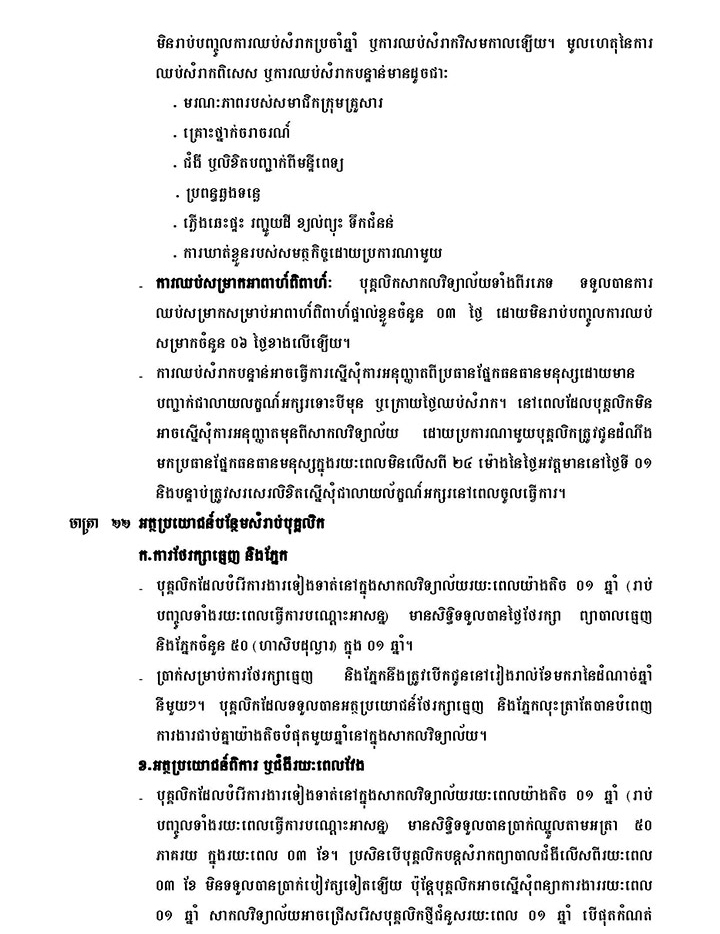 មិនរាប់បញ្ចូលការឈប់សំរាកប្រចាំឆ្នាំ ឬការឈប់សំរាកវិសមកាលឡើយ។ មូលហេតុនៃការ
ឈប់សំរាកពិសេស ឬការឈប់សំរាកបន្ទាន់មានដូចជា:
- មរណៈភាពរបស់សមាជិកក្រុមគ្រួសារ
- គ្រោះថ្នាក់ចរាចរណ៍
- ជំងឺ ឬលិខិតបញ្ជាក់ពីមន្ទីពេទ្យ
- ប្រពន្ធឆ្លងទន្លេ
- ភ្លើងឆេះផ្ទះ រញ្ជួយដី ខ្យល់ព្យុះ ទឹកជំនន់
- ការឃាត់ខ្លួនរបស់សមត្ថកិច្ចដោយប្រការណាមួយ
- ការឈប់សម្រាកអាពាហ៍ពិពាហ៍: បុគ្គលិកសាកលវិទ្យាល័យទាំងពីរភេទ ទទួលបានការ
ឈប់សម្រាកសម្រាប់អាពាហ៍ពិពាហ៍ផ្ទាល់ខ្លួនចំនួន ០៣ ថ្ងៃ ដោយមិនរាប់បញ្ចូលការឈប់
សម្រាកចំនួន ០៦ ថ្ងៃខាងលើឡើយ។
- ការឈប់សំរាកបន្ទាន់អាចធ្វើការស្នើសុំការអនុញ្ញាតពីប្រធានផ្នែកធនធានមនុស្សដោយមាន
បញ្ជាក់ជាលាយលក្ខណ៍អក្សរទោះបីមុន ឬក្រោយថ្ងៃឈប់សំរាក។ នៅពេលដែលបុគ្គលិកមិន
អាចស្នើសុំការអនុញ្ញាតមុនពីសាកលវិទ្យាល័យ ដោយប្រការណាមួយបុគ្គលិកត្រូវជូនដំណឹង
មកប្រធានផ្នែកធនធានមនុស្សក្នុងរយៈពេលមិនលើសពី ២៤ ម៉ោងនៃថ្ងៃអវត្តមាននៅថ្ងៃទី ០១
និងបន្ទាប់ត្រូវសរសេរលិខិតស្នើសុំជាលាយល័ក្ខណ៍អក្សរនៅពេលចូលធ្វើការ។
មាត្រា ២២ អត្ថប្រយោជន៍បន្ថែមសំរាប់បុគ្គលិក
ក.ការថែរក្សាធ្មេញ និងភ្នែក
- បុគ្គលិកដែលបំរើការងារទៀងទាត់នៅក្នុងសាកលវិទ្យាល័យរយៈពេលយ៉ាងតិច ០១ ឆ្នាំ (រាប់
បញ្ចូលទាំងរយៈពេលធ្វើការបណ្ដោះអាសន្ន) មានសិទ្ធិទទួលបានថ្លៃថែរក្សា ព្យាបាលធ្មេញ
និងភ្នែកចំនួន ៥០ (ហាសិបដុល្លារ) ក្នុង ០១ ឆ្នាំ។
- ប្រាក់សម្រាប់ការថែរក្សាធ្មេញ និងភ្នែកនឹងត្រូវបើកជូននៅរៀងរាល់ខែមករានៃដំណាច់ឆ្នាំ
នីមួយៗ។ បុគ្គលិកដែលទទួលបានអត្ថប្រយោជន៍ថែរក្សាធ្មេញ និងភ្នែកលុះត្រាតែបានបំពេញ
ការងារជាប់គ្នាយ៉ាងតិចបំផុតមួយឆ្នាំនៅក្នុងសាកលវិទ្យាល័យ។
ខ.អត្ថប្រយោជន៍ពិការ ឬជំងឺរយៈពេលវែង
- បុគ្គលិកដែលបំរើការងារទៀងទាត់នៅក្នុងសាកលវិទ្យាល័យរយៈពេលយ៉ាងតិច ០១ ឆ្នាំ (រាប់
បញ្ចូលទាំងរយៈពេលធ្វើការបណ្ដោះអាសន្ន) មានសិទ្ធិទទួលបានប្រាក់ឈ្នួលតាមអត្រា ៥០
ភាគរយ ក្នុងរយៈពេល ០៣ ខែ។ ប្រសិនបើបុគ្គលិកបន្តសំរាកព្យាបាលជំងឺលើសពីរយៈពេល
០៣ ខែ មិនទទួលបានប្រាក់បៀវត្សទៀតឡើយ ប៉ុន្តែបុគ្គលិកអាចស្នើសុំពន្យាការងាររយៈពេល
០១ ឆ្នាំ សាកលវិទ្យាល័យអាចជ្រើសរើសបុគ្គលិកថ្មីជំនួសរយៈពេល ០១ ឆ្នាំ បើផុតកំណត់